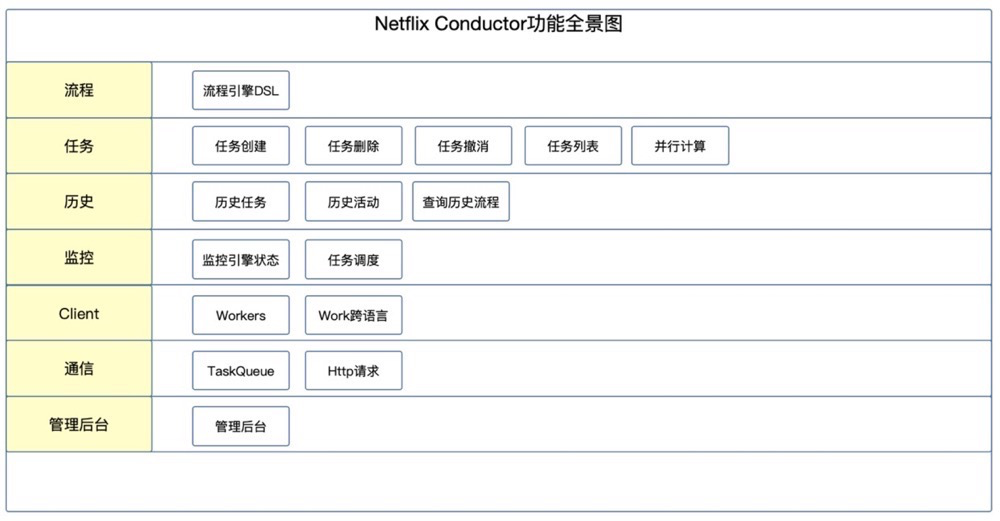 Netflix Conductor功能全景图
流程
流程引擎DSL
任务
任务创建
任务删除
任务撤消
任务列表
并行计算
历史
历史任务
历史活动
查询历史流程
监控
监控引擎状态
任务调度
Client
Workers
Work跨语言
通信
TaskQueue
Http请求
管理后台
管理后台